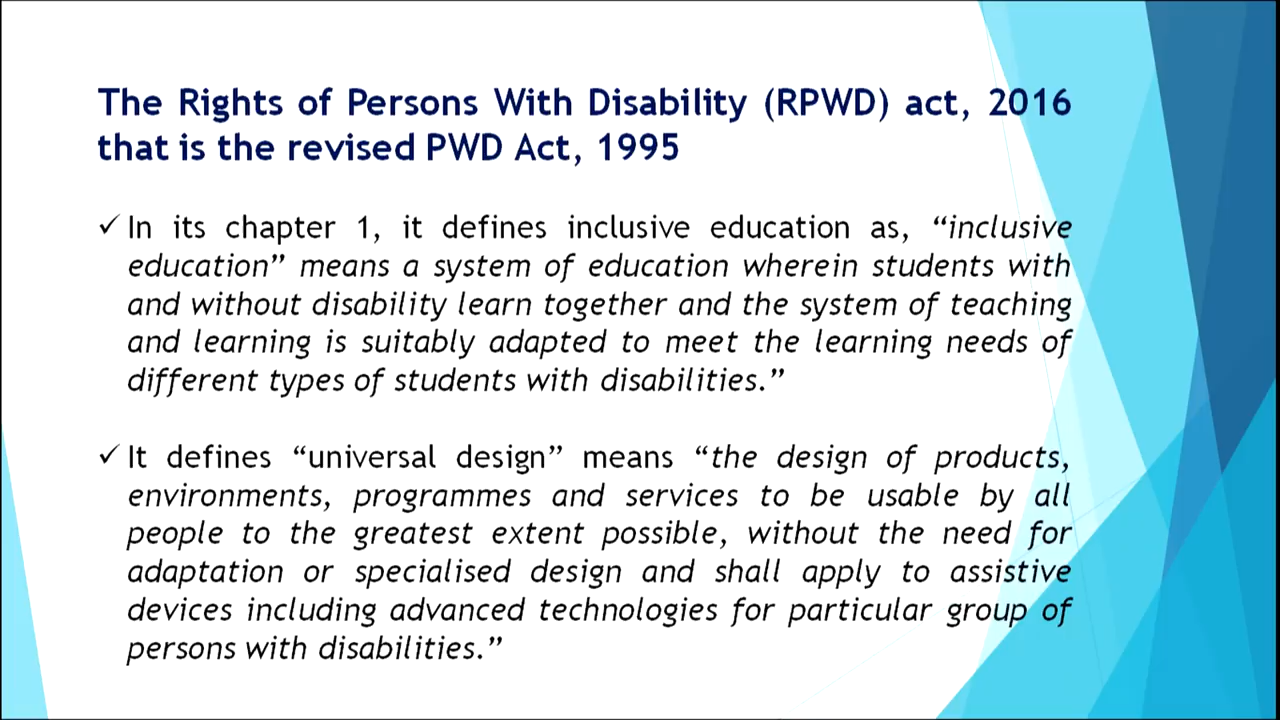 The Rights of Persons With Disability (RPWD) act, 2016
that is the revised PWD Act, 1995
✓ In its chapter 1, it defines inclusive education as, “inclusive
education” means a system of education wherein students with
and without disability learn together and the system of teaching
and learning is suitably adapted to meet the learning needs of
different types of students with disabilities.”
✓ It defines “universal design” means “the design of products,
environments, programmes and services to be usable by all
people to the greatest extent possible, without the need for
adaptation or specialised design and shall apply to assistive
devices including advanced technologies for particular group of
persons with disabilities.”